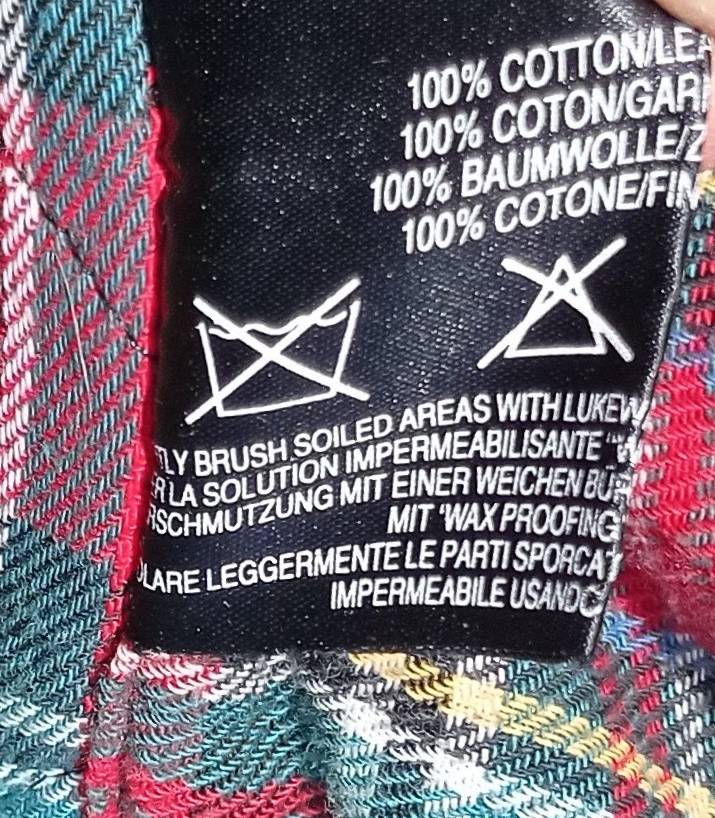 100% COTTON/LEA
100% COTON/GAR
100% BAUMWOLLE/Z
100% COTONE/FIN
TLY BRUSH SOILED AREAS WITH LUKEW
R LA SOLUTION IMPERMEABILISANTE "W
RSCHMUTZUNG MIT EINER WEICHEN BÜR
MIT 'WAX PROOFING
OLARE LEGGERMENTE LE PARTI SPORCAT
IMPERMEABILE USANDO